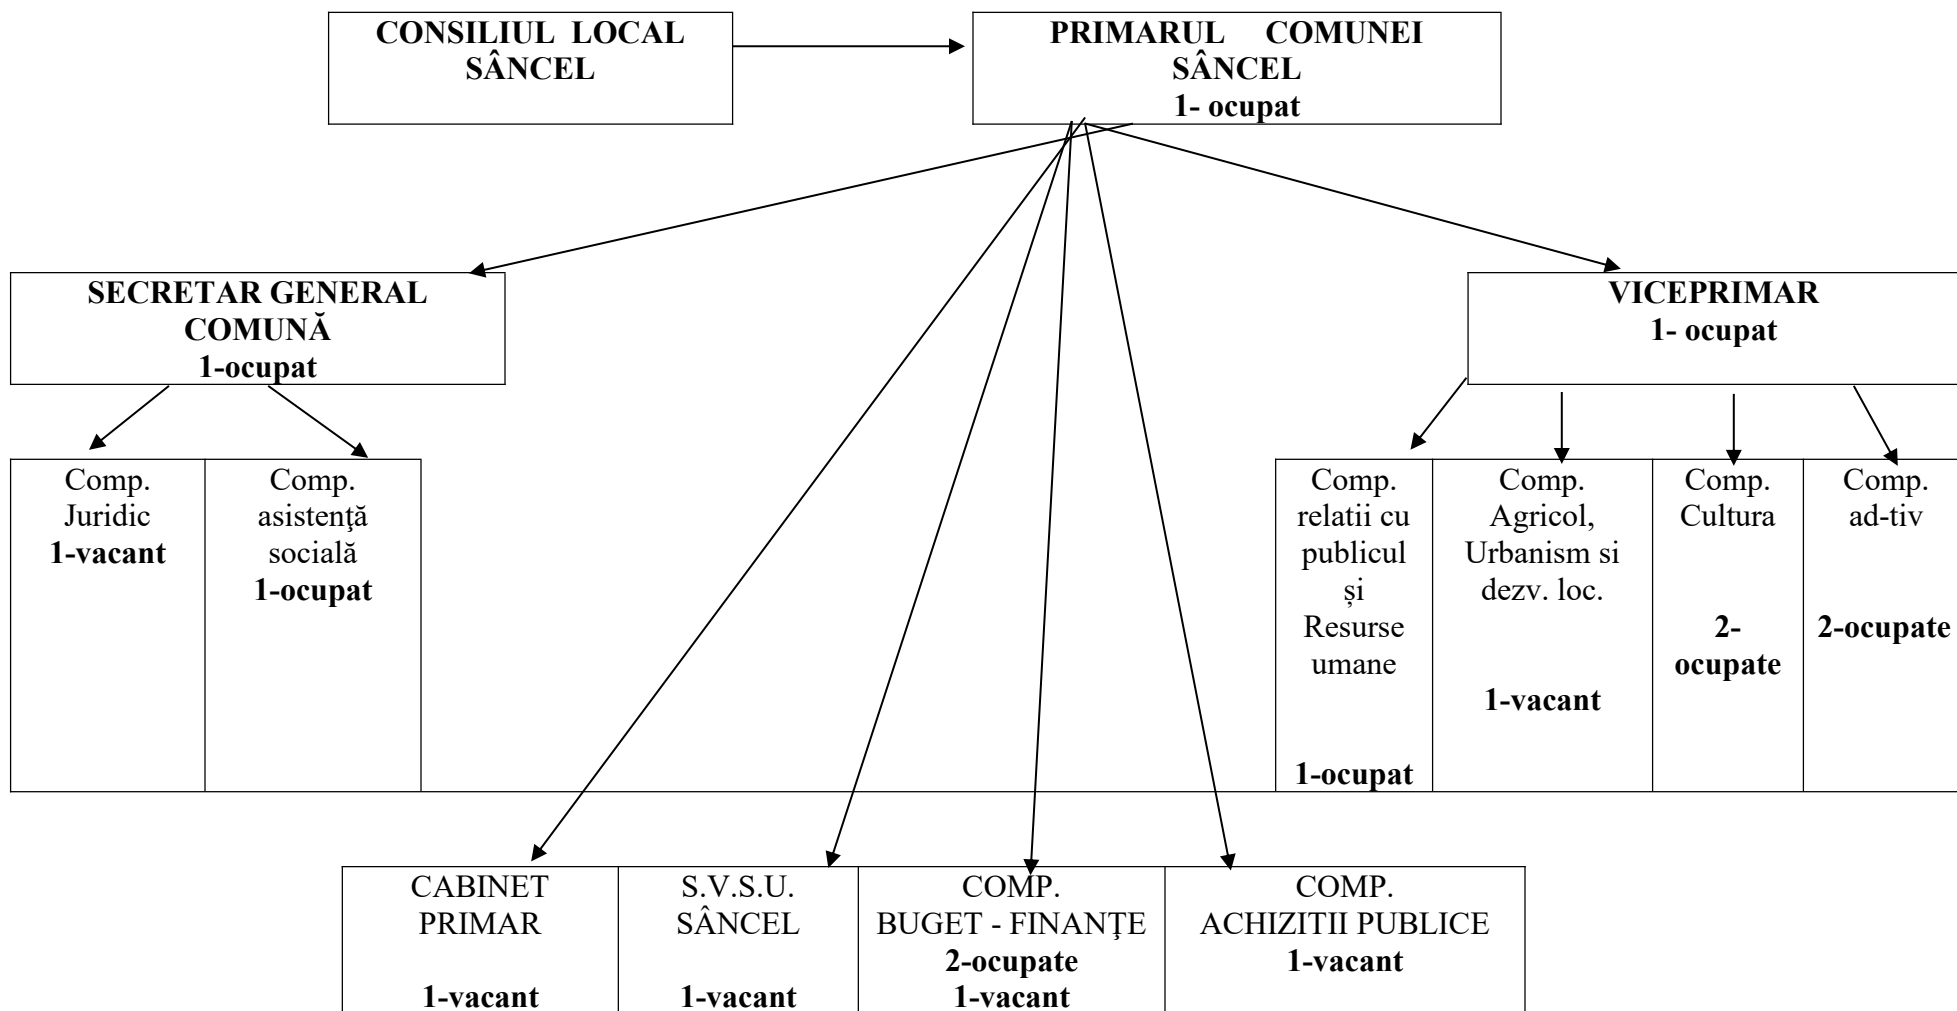 CONSILIUL LOCAL
SÂNCEL
PRIMARUL COMUNEI
SÂNCEL
1- ocupat
SECRETAR GENERAL
COMUNĂ
1-ocupat
VICEPRIMAR
1- ocupat
Comp.
Juridic
1-vacant
Comp.
asistenţă
socială
1-ocupat
Comp.
relatii cu
publicul
și
Resurse
umane
1-ocupat
Comp.
Agricol,
Urbanism si
dezv. loc.
1-vacant
Comp.
Cultura
2-
ocupate
Comp.
ad-tiv
2-ocupate
CABINET
PRIMAR
1-vacant
S.V.S.U.
SÂNCEL
1-vacant
COMP.
BUGET - FINANŢE
2-ocupate
1-vacant
COMP.
ACHIZITII PUBLICE
1-vacant